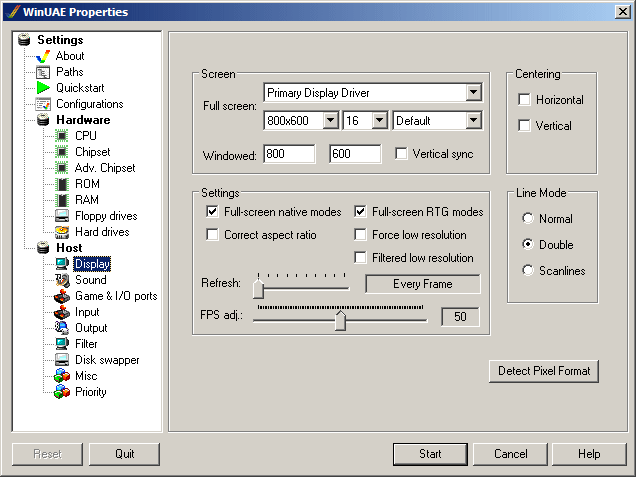 WinUAE Properties
Settings
About
Paths
Quickstart
Configurations
Hardware
CPU
Chipset
Adv. Chipset
ROM
RAM
Floppy drives
Hard drives
Host
Display
Sound
Game & I/O ports
Input
Output
Filter
Disk swapper
Misc
Priority
Screen
Full screen:
Primary Display Driver
800x600 16 Default
Windowed: 800 600 Vertical sync
Centering
Horizontal
Vertical
Settings
Full-screen native modes Full-screen RTG modes
Correct aspect ratio Force low resolution
Filtered low resolution
Refresh: Every Frame
FPS adj.: 50
Line Mode
Normal
Double
Scanlines
Detect Pixel Format
Reset Quit Start Cancel Help